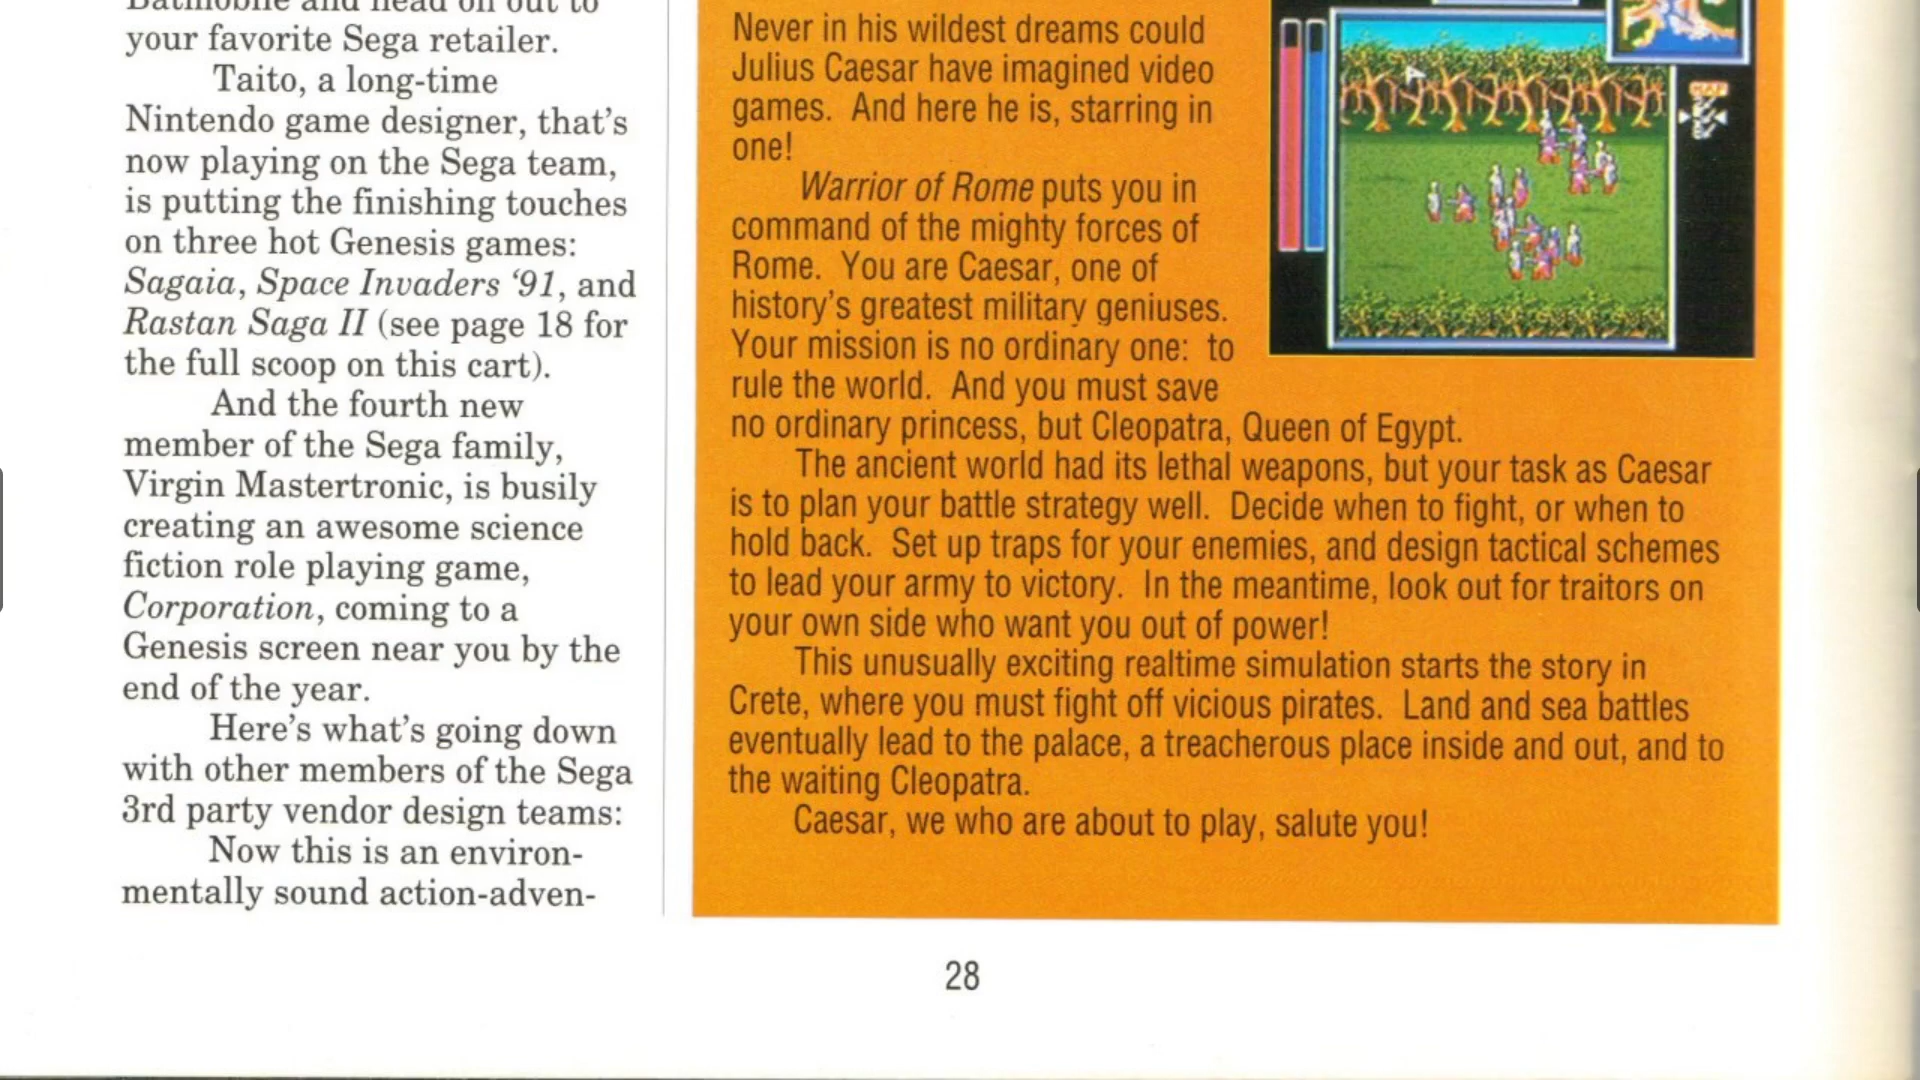 Batmobile and head on out to
your favorite Sega retailer.
Taito, a long-time
Nintendo game designer, that's
now playing on the Sega team,
is putting the finishing touches
on three hot Genesis games:
Sagaia, Space Invaders ‘91, and
Rastan Saga II (see page 18 for
the full scoop on this cart).
And the fourth new
member of the Sega family,
Virgin Mastertronic, is busily
creating an awesome science
fiction role playing game,
Corporation, coming to a
Genesis screen near you by the
end of the year.
Here's what's going down
with other members of the Sega
3rd party vendor design teams:
Now this is an environ-
mentally sound action-adven-
Never in his wildest dreams could
Julius Caesar have imagined video
games. And here he is, starring in
one!
Warrior of Rome puts you in
command of the mighty forces of
Rome. You are Caesar, one of
history's greatest military geniuses.
Your mission is no ordinary one: to
rule the world. And you must save
no ordinary princess, but Cleopatra, Queen of Egypt.
The ancient world had its lethal weapons, but your task as Caesar
is to plan your battle strategy well. Decide when to fight, or when to
hold back. Set up traps for your enemies, and design tactical schemes
to lead your army to victory. In the meantime, look out for traitors on
your own side who want you out of power!
This unusually exciting realtime simulation starts the story in
Crete, where you must fight off vicious pirates. Land and sea battles
eventually lead to the palace, a treacherous place inside and out, and to
the waiting Cleopatra.
Caesar, we who are about to play, salute you!
MAP
28